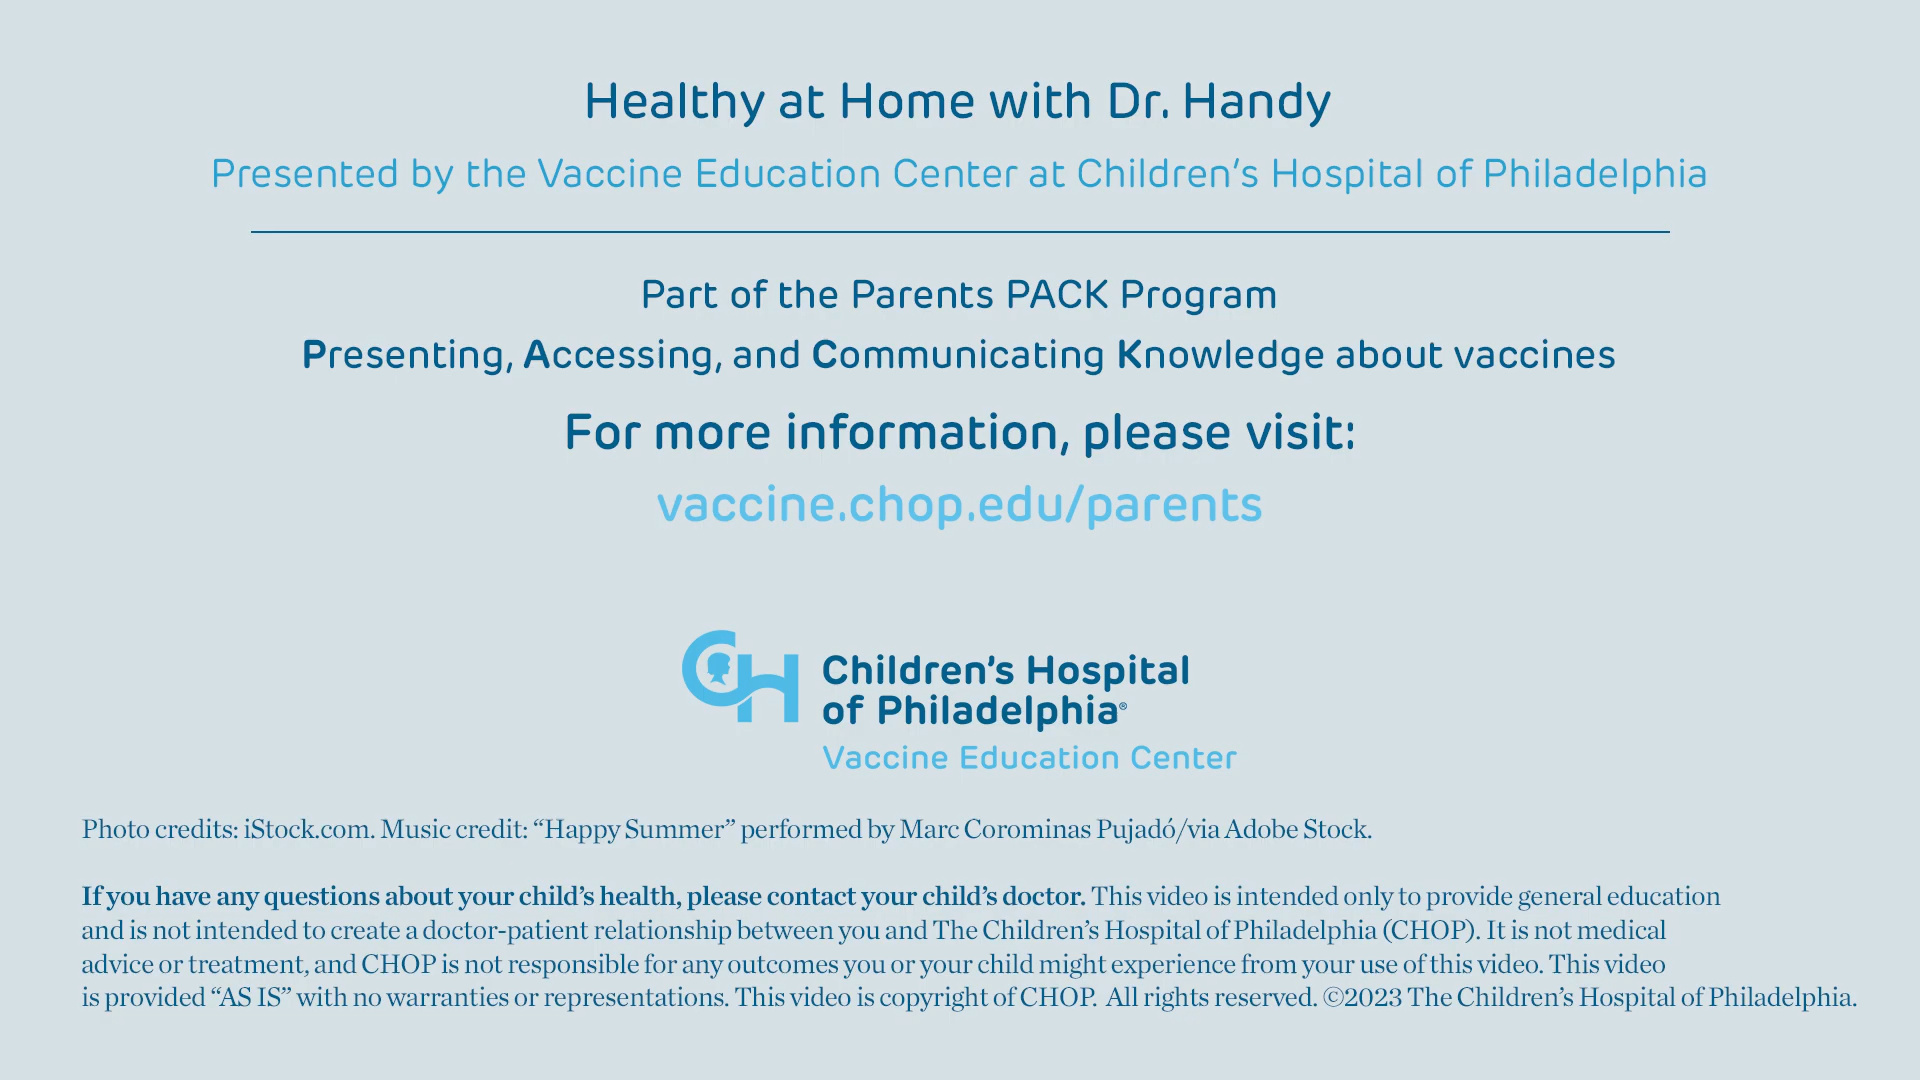 Healthy at Home with Dr. Handy
Presented by the Vaccine Education Center at Children’s Hospital of Philadelphia
Part of the Parents PACK Program
Presenting, Accessing, and Communicating Knowledge about vaccines
For more information, please visit:
vaccine.chop.edu/parents
CH
Children’s Hospital
of Philadelphia®
Vaccine Education Center
Photo credits: iStock.com. Music credit: “Happy Summer” performed by Marc Corominas Pujadó/via Adobe Stock.
If you have any questions about your child’s health, please contact your child’s doctor. This video is intended only to provide general education
and is not intended to create a doctor-patient relationship between you and The Children’s Hospital of Philadelphia (CHOP). It is not medical
advice or treatment, and CHOP is not responsible for any outcomes you or your child might experience from your use of this video. This video
is provided “AS IS” with no warranties or representations. This video is copyright of CHOP. All rights reserved. ©2023 The Children’s Hospital of Philadelphia.